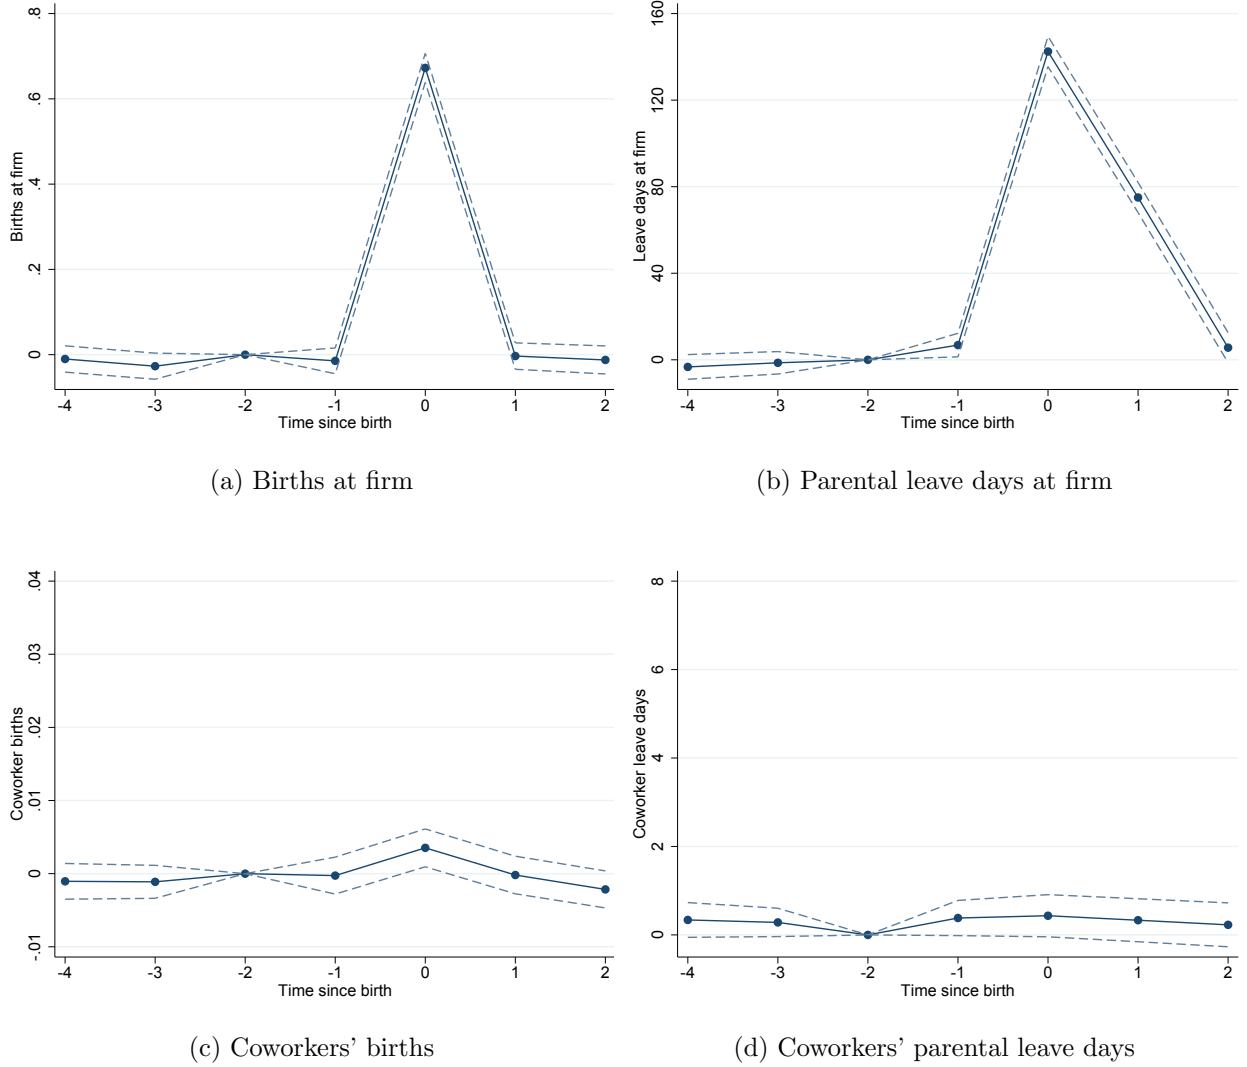 Births at firm
.8
.6
.4
.2
0
-4 -3 -2 -1 0 1 2
Time since birth
(a) Births at firm
Leave days at firm
160
120
80
40
0
-4 -3 -2 -1 0 1 2
Time since birth
(b) Parental leave days at firm
Coworker births
.04
.03
.02
.01
0
-.01
-4 -3 -2 -1 0 1 2
Time since birth
(c) Coworkers' births
Coworker leave days
8
6
4
2
0
-4 -3 -2 -1 0 1 2
Time since birth
(d) Coworkers' parental leave days